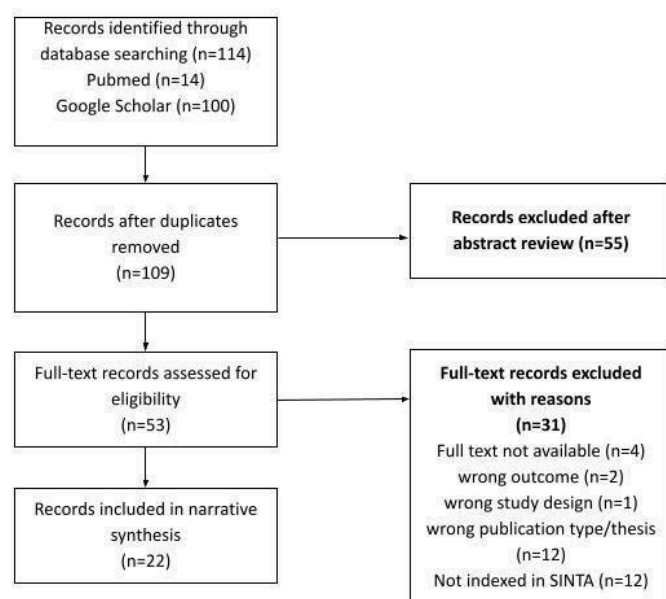 Records identified through
database searching (n=114)
Pubmed (n=14)
Google Scholar (n=100)
Records after duplicates
removed
(n=109)
Records excluded after
abstract review (n=55)
Full-text records assessed for
eligibility
(n=53)
Full-text records excluded
with reasons
(n=31)
Full text not available (n=4)
wrong outcome (n=2)
wrong study design (n=1)
wrong publication type/thesis
(n=12)
Not indexed in SINTA (n=12)
Records included in narrative
synthesis
(n=22)